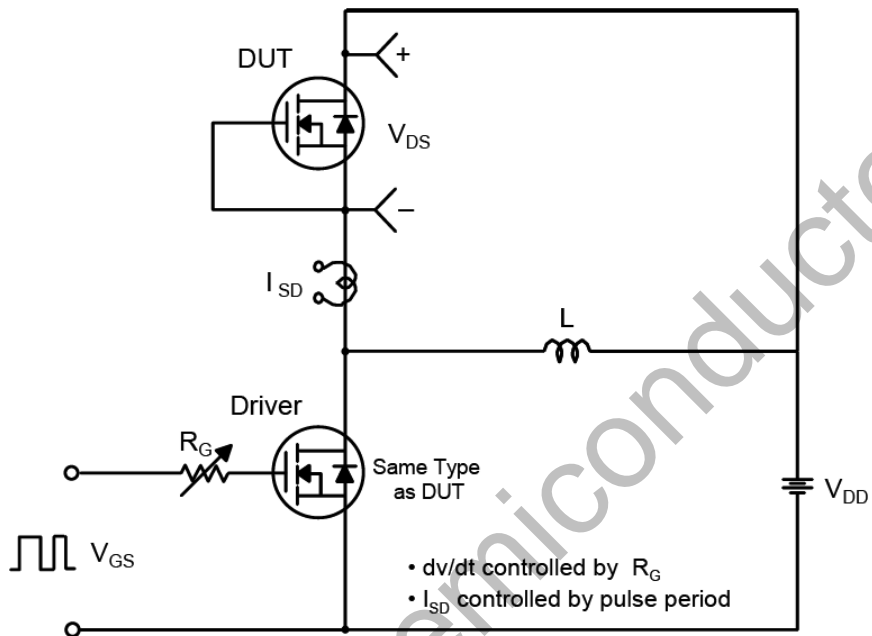 DUT
+
V_DS
–
I_SD
L
Driver
R_G
Same Type
as DUT
V_DD
V_GS
• dv/dt controlled by R_G
• I_SD controlled by pulse period
emiconducto